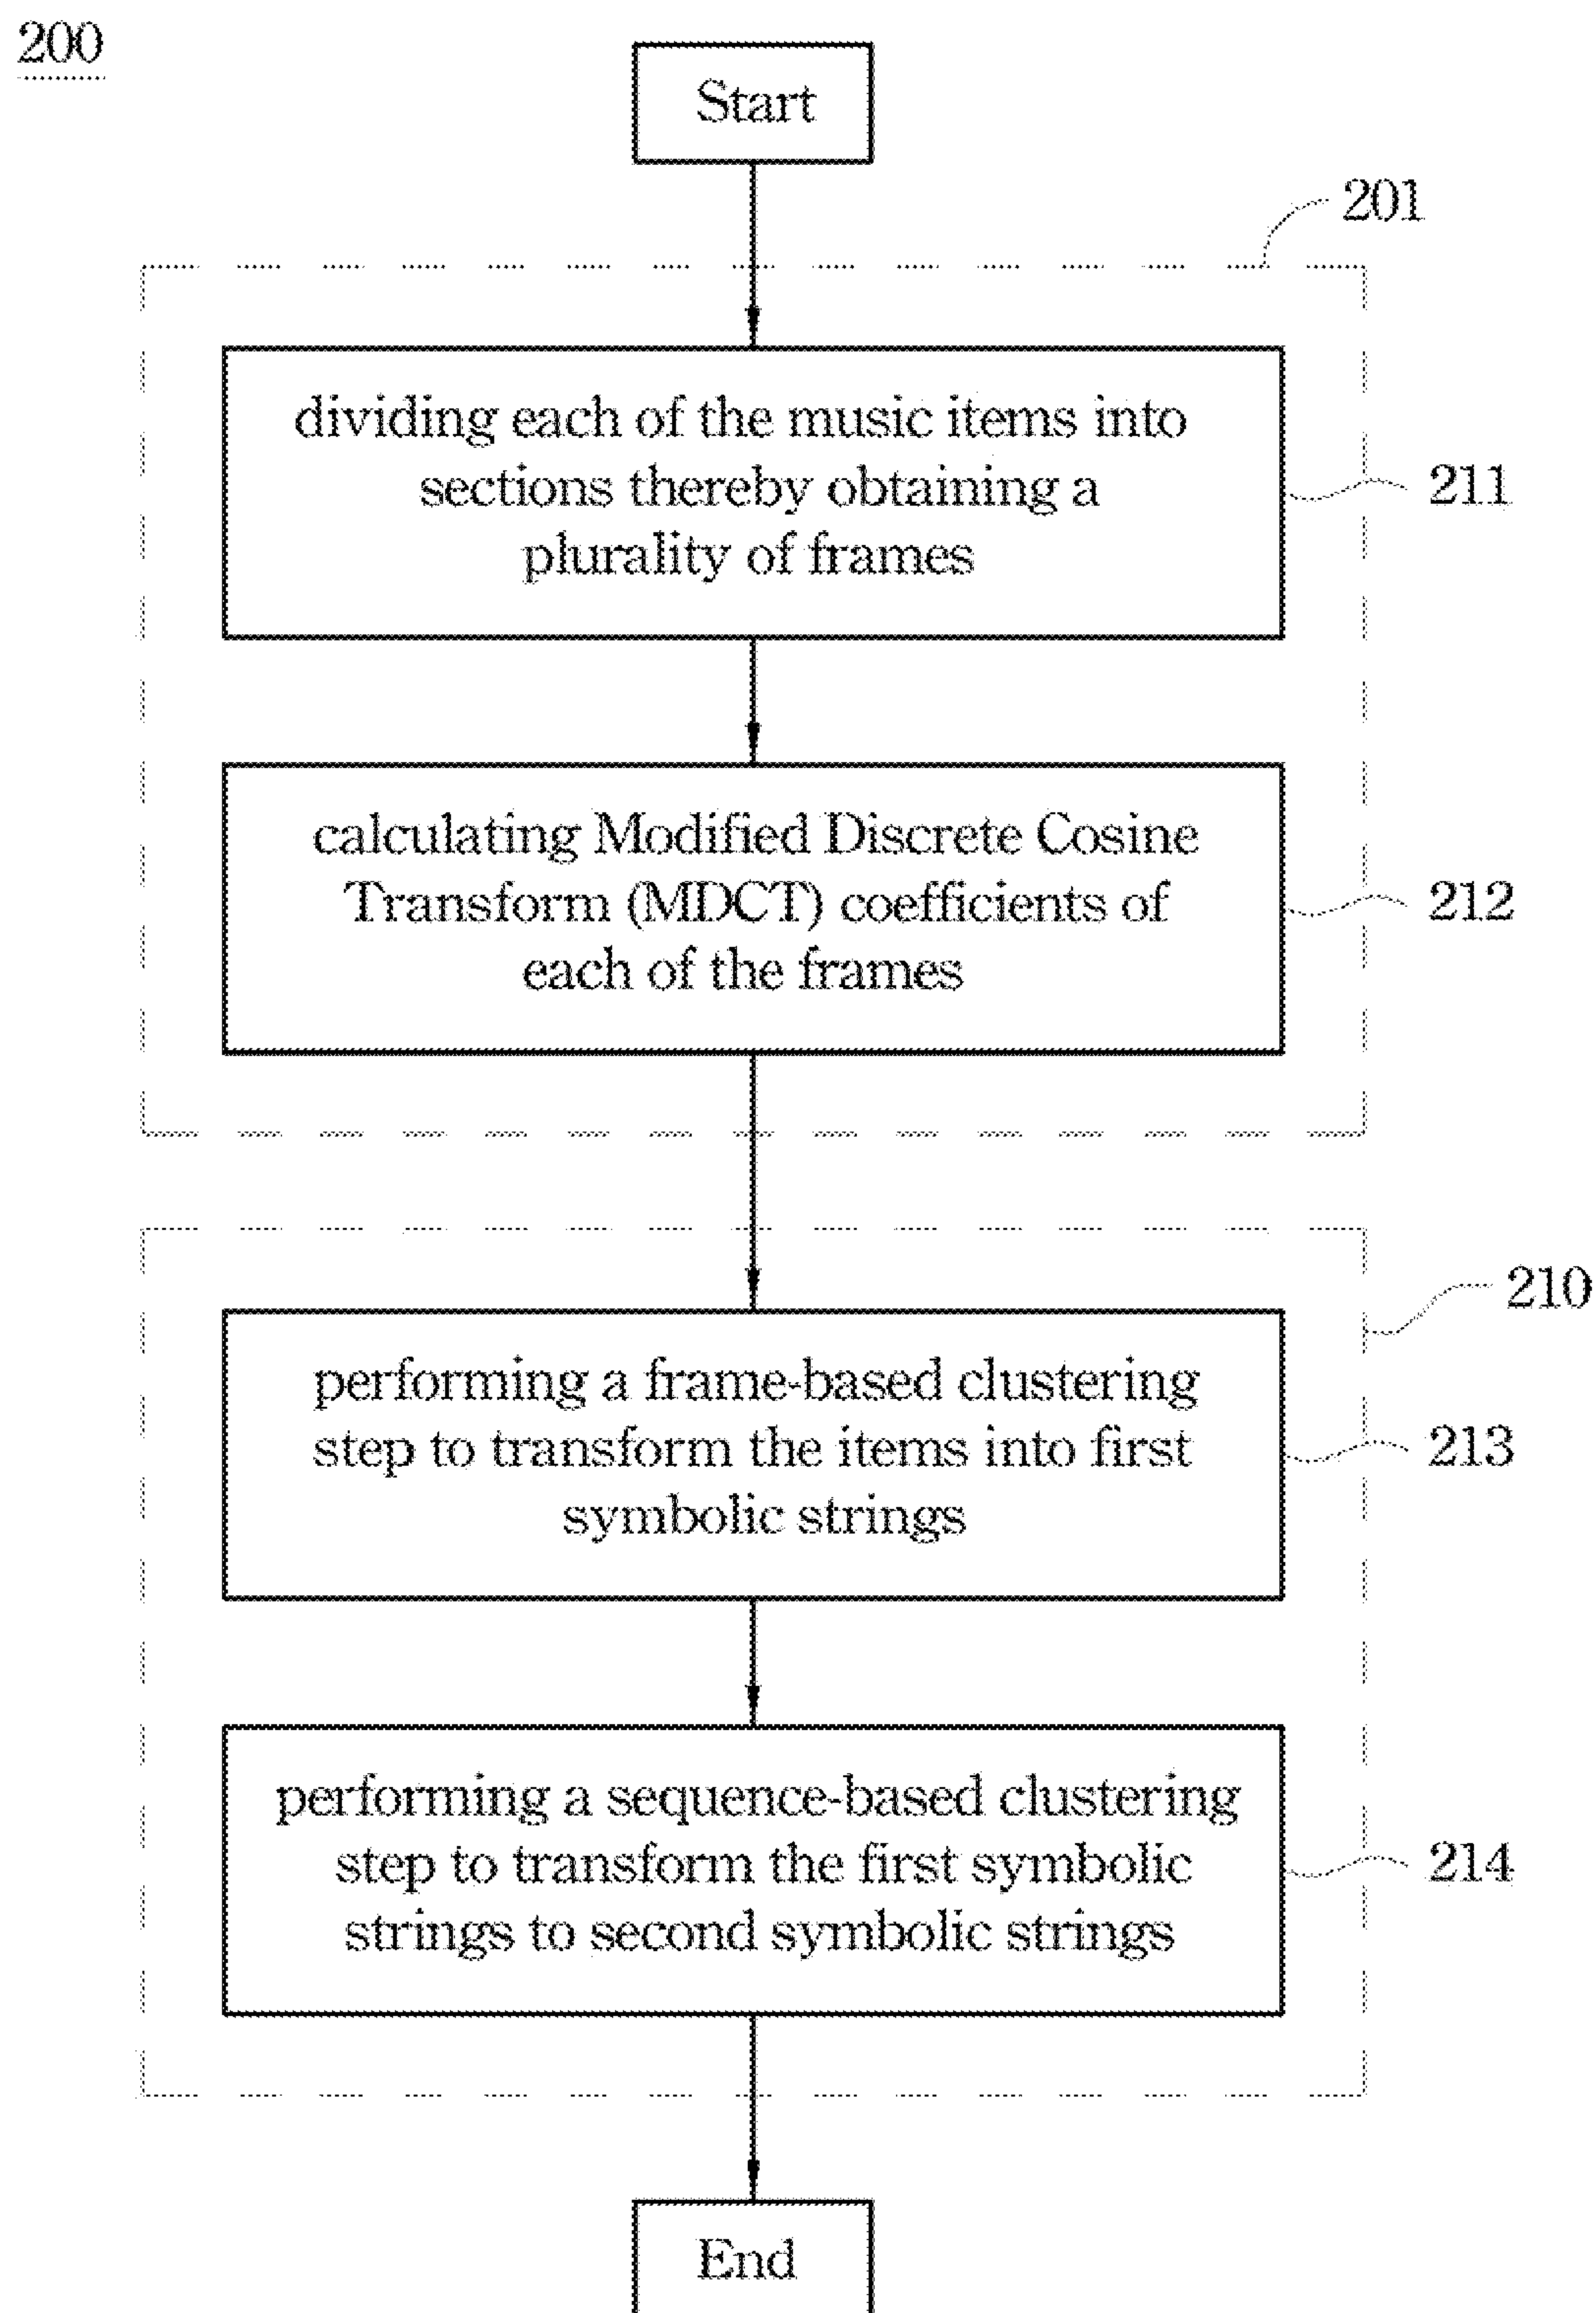 200
Start
201
dividing each of the music items into
sections thereby obtaining a
plurality of frames
211
calculating Modified Discrete Cosine
Transform (MDCT) coefficients of
each of the frames
212
210
performing a frame-based clustering
step to transform the items into first
symbolic strings
213
performing a sequence-based clustering
step to transform the first symbolic
strings to second symbolic strings
214
End